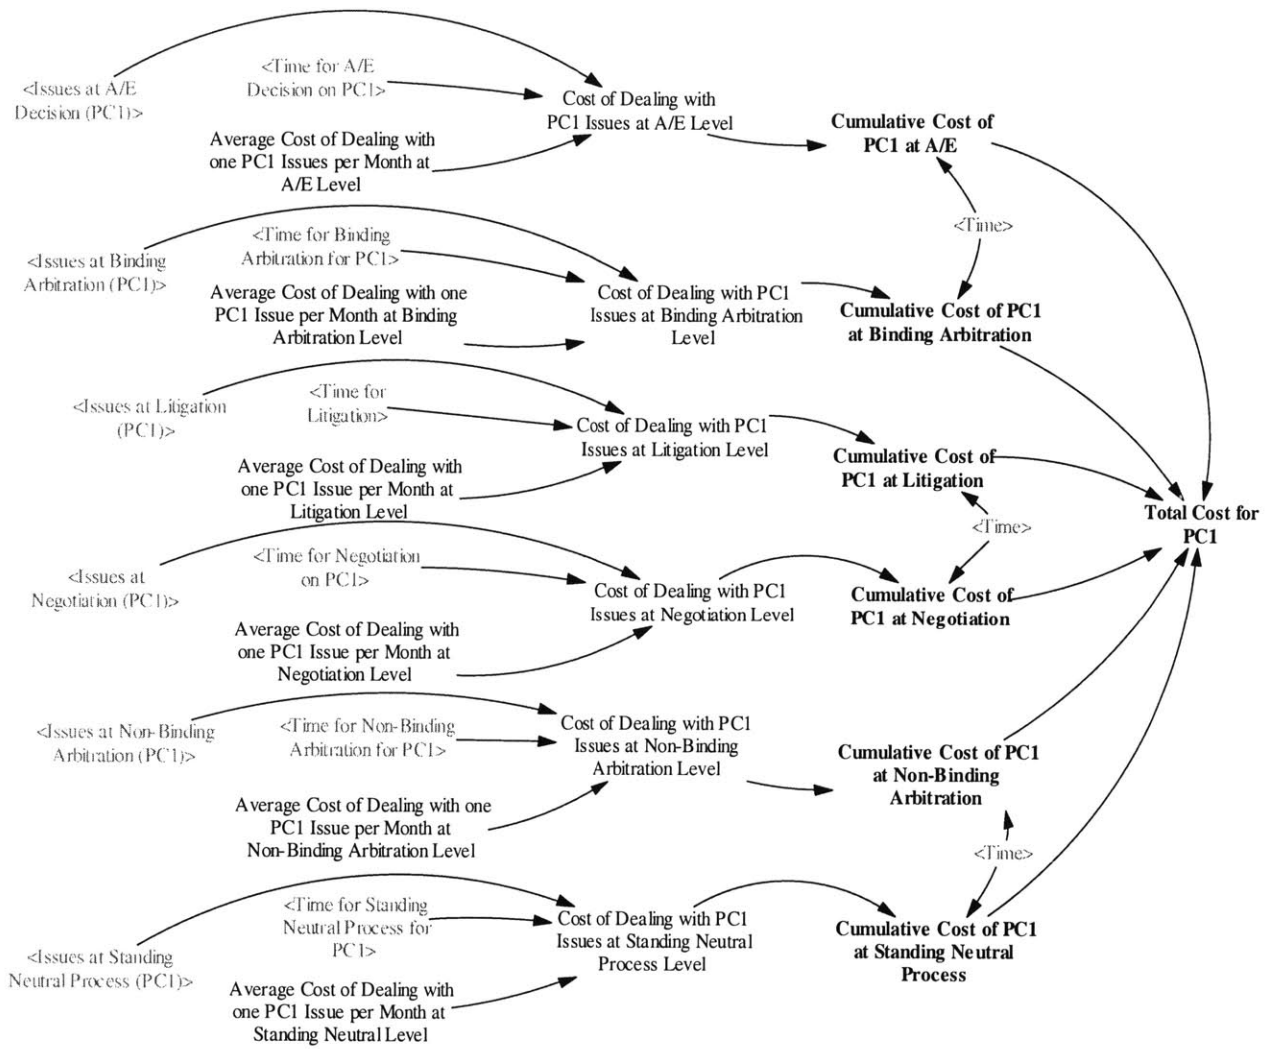 <Issues at A/E
Decision (PC1)>
<Time for A/E
Decision on PC1>
Average Cost of Dealing with
one PC1 Issues per Month at
A/E Level
Cost of Dealing with
PC1 Issues at A/E Level
Cumulative Cost of
PC1 at A/E
<Time>
<Issues at Binding
Arbitration (PC1)>
<Time for Binding
Arbitration for PC1>
Average Cost of Dealing with one
PC1 Issue per Month at Binding
Arbitration Level
Cost of Dealing with PC1
Issues at Binding Arbitration
Level
Cumulative Cost of PC1
at Binding Arbitration
<Issues at Litigation
(PC1)>
<Time for
Litigation>
Average Cost of Dealing with
one PC1 Issue per Month at
Litigation Level
Cost of Dealing with PC1
Issues at Litigation Level
Cumulative Cost of
PC1 at Litigation
<Time>
Total Cost for
PC1
<Issues at
Negotiation (PC1)>
<Time for Negotiation
on PC1>
Average Cost of Dealing with
one PC1 Issue per Month at
Negotiation Level
Cost of Dealing with PC1
Issues at Negotiation Level
Cumulative Cost of
PC1 at Negotiation
<Issues at Non-Binding
Arbitration (PC1)>
<Time for Non-Binding
Arbitration for PC1>
Average Cost of Dealing with one
PC1 Issue per Month at
Non-Binding Arbitration Level
Cost of Dealing with PC1
Issues at Non-Binding
Arbitration Level
Cumulative Cost of PC1
at Non-Binding
Arbitration
<Time>
<Issues at Standing
Neutral Process (PC1)>
<Time for Standing
Neutral Process for
PC1>
Average Cost of Dealing with
one PC1 Issue per Month at
Standing Neutral Level
Cost of Dealing with PC1
Issues at Standing Neutral
Process Level
Cumulative Cost of PC1
at Standing Neutral
Process